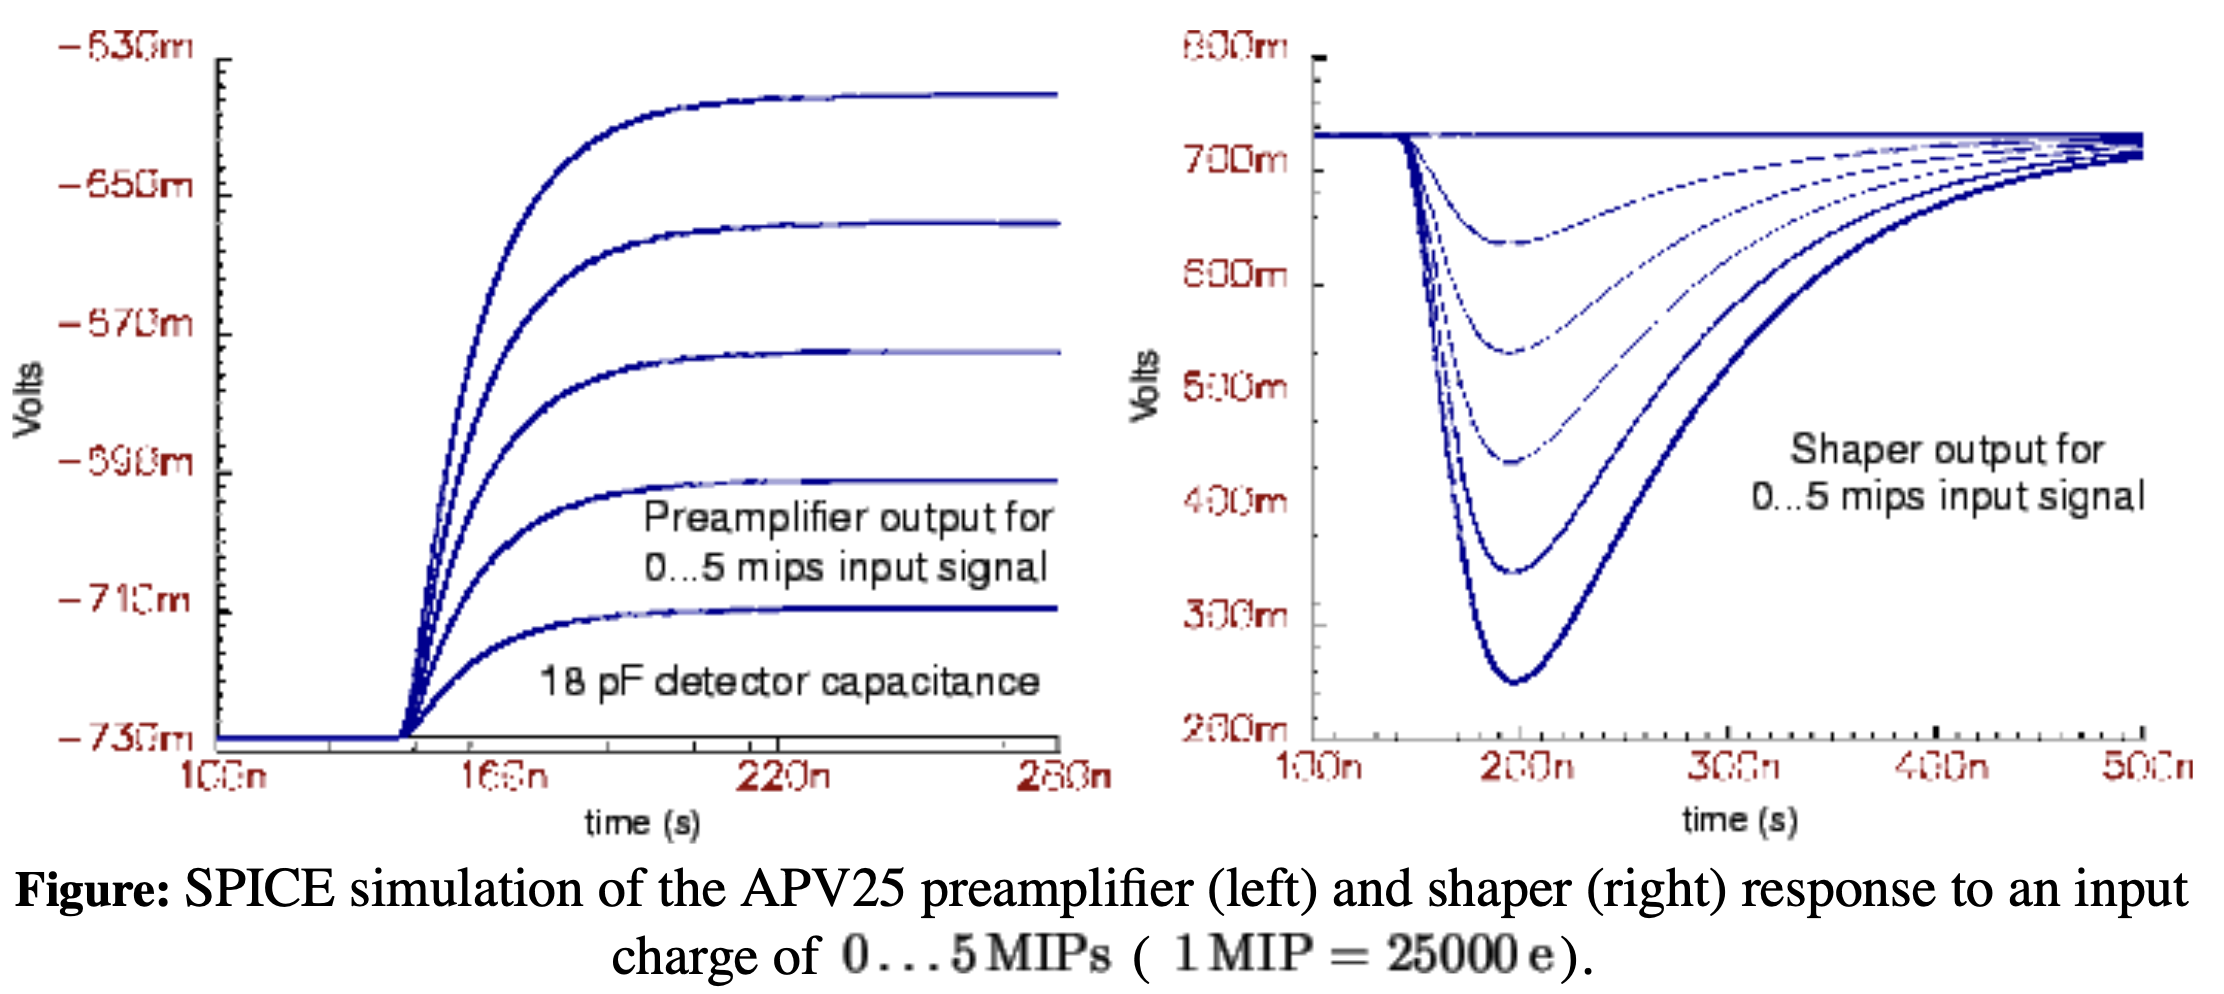 -630m
-650m
-670m
-690m
-710m
-730m
Volts
Preamplifier output for
0...5 mips input signal
18 pF detector capacitance
100n 160n 220n 280n
time (s)
800m
700m
600m
500m
400m
300m
200m
Volts
Shaper output for
0...5 mips input signal
100n 200n 300n 400n 500n
time (s)
Figure: SPICE simulation of the APV25 preamplifier (left) and shaper (right) response to an input
charge of 0...5 MIPs ( 1 MIP = 25000 e).